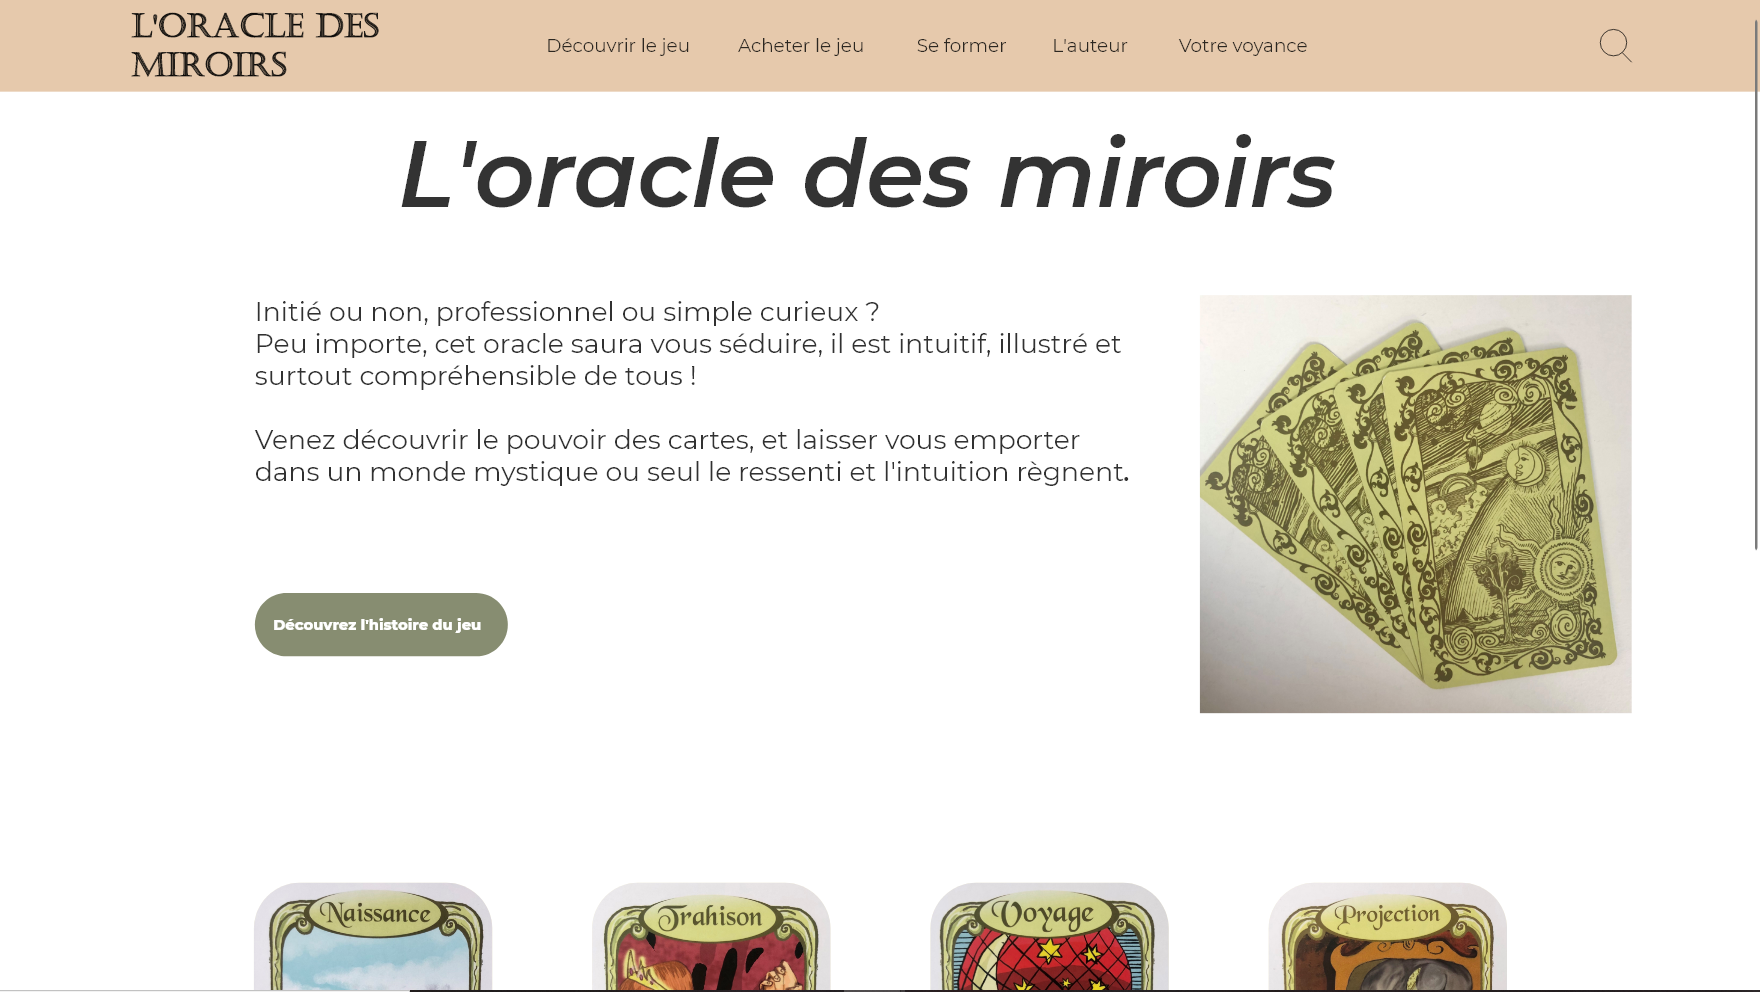 L'ORACLE DES
MIROIRS
Découvrir le jeu
Acheter le jeu
Se former
L'auteur
Votre voyance
L'oracle des miroirs
Initié ou non, professionnel ou simple curieux ?
Peu importe, cet oracle saura vous séduire, il est intuitif, illustré et
surtout compréhensible de tous !
Venez découvrir le pouvoir des cartes, et laisser vous emporter
dans un monde mystique ou seul le ressenti et l'intuition règnent.
Découvrez l'histoire du jeu
Naissance
Trahison
Voyage
Projection